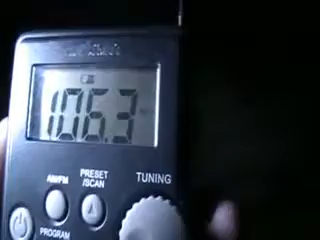 106.3
AM/FM
PRESET
/SCAN
TUNING
PROGRAM